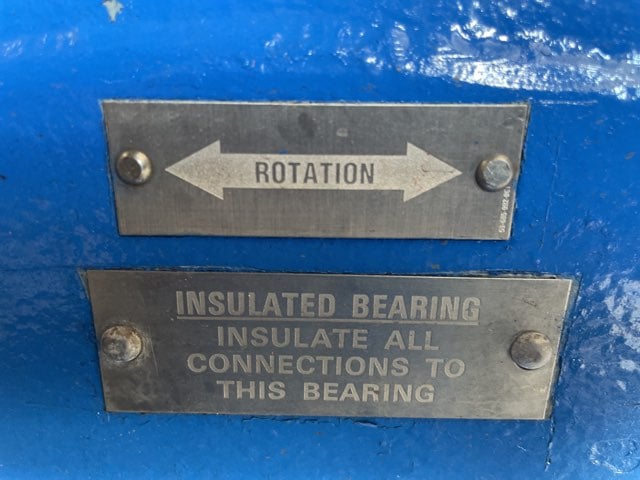 ROTATION
INSULATED BEARING
INSULATE ALL
CONNECTIONS TO
THIS BEARING